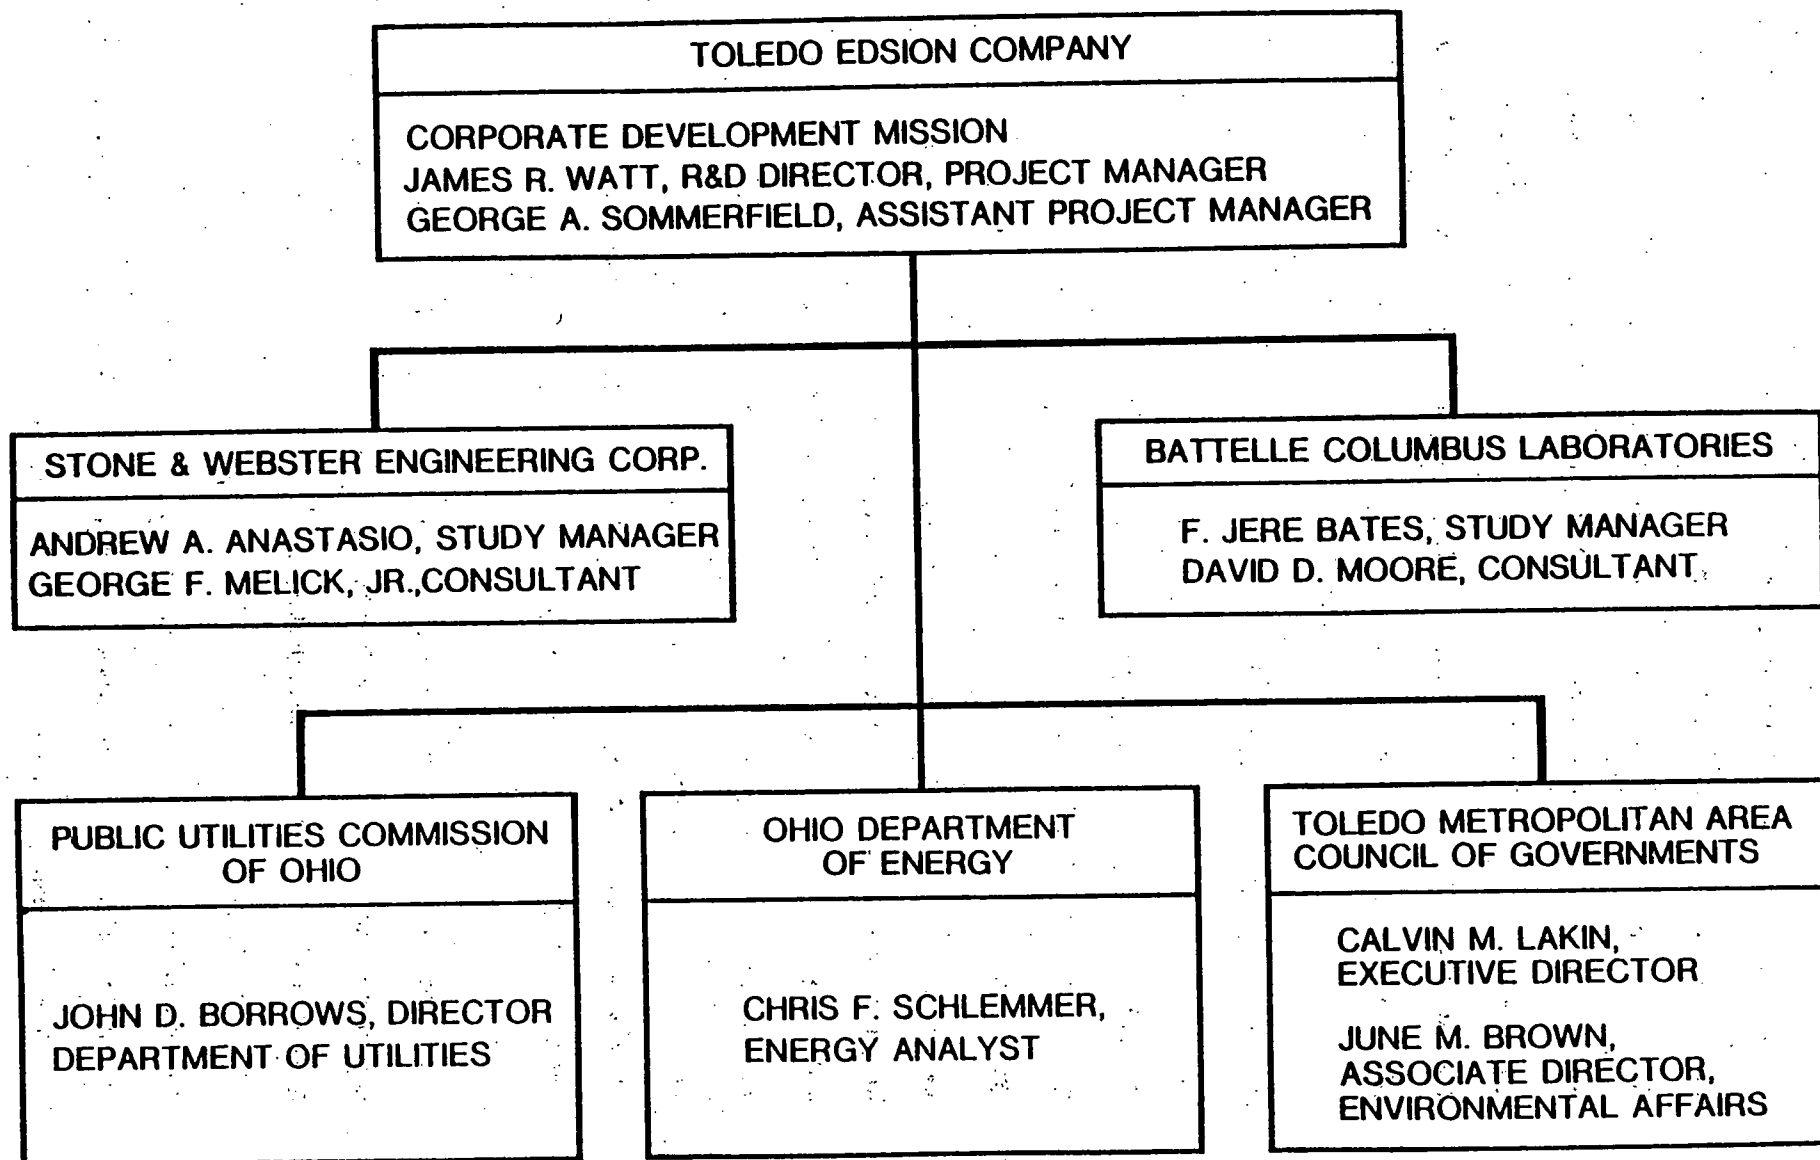 TOLEDO EDSION COMPANY
CORPORATE DEVELOPMENT MISSION
JAMES R. WATT, R&D DIRECTOR, PROJECT MANAGER
GEORGE A. SOMMERFIELD, ASSISTANT PROJECT MANAGER
STONE & WEBSTER ENGINEERING CORP.
ANDREW A. ANASTASIO, STUDY MANAGER
GEORGE F. MELICK, JR.,CONSULTANT
BATTELLE COLUMBUS LABORATORIES
F. JERE BATES, STUDY MANAGER
DAVID D. MOORE, CONSULTANT
PUBLIC UTILITIES COMMISSION
OF OHIO
JOHN D. BORROWS, DIRECTOR
DEPARTMENT OF UTILITIES
OHIO DEPARTMENT
OF ENERGY
CHRIS F. SCHLEMMER,
ENERGY ANALYST
TOLEDO METROPOLITAN AREA
COUNCIL OF GOVERNMENTS
CALVIN M. LAKIN,
EXECUTIVE DIRECTOR
JUNE M. BROWN,
ASSOCIATE DIRECTOR,
ENVIRONMENTAL AFFAIRS